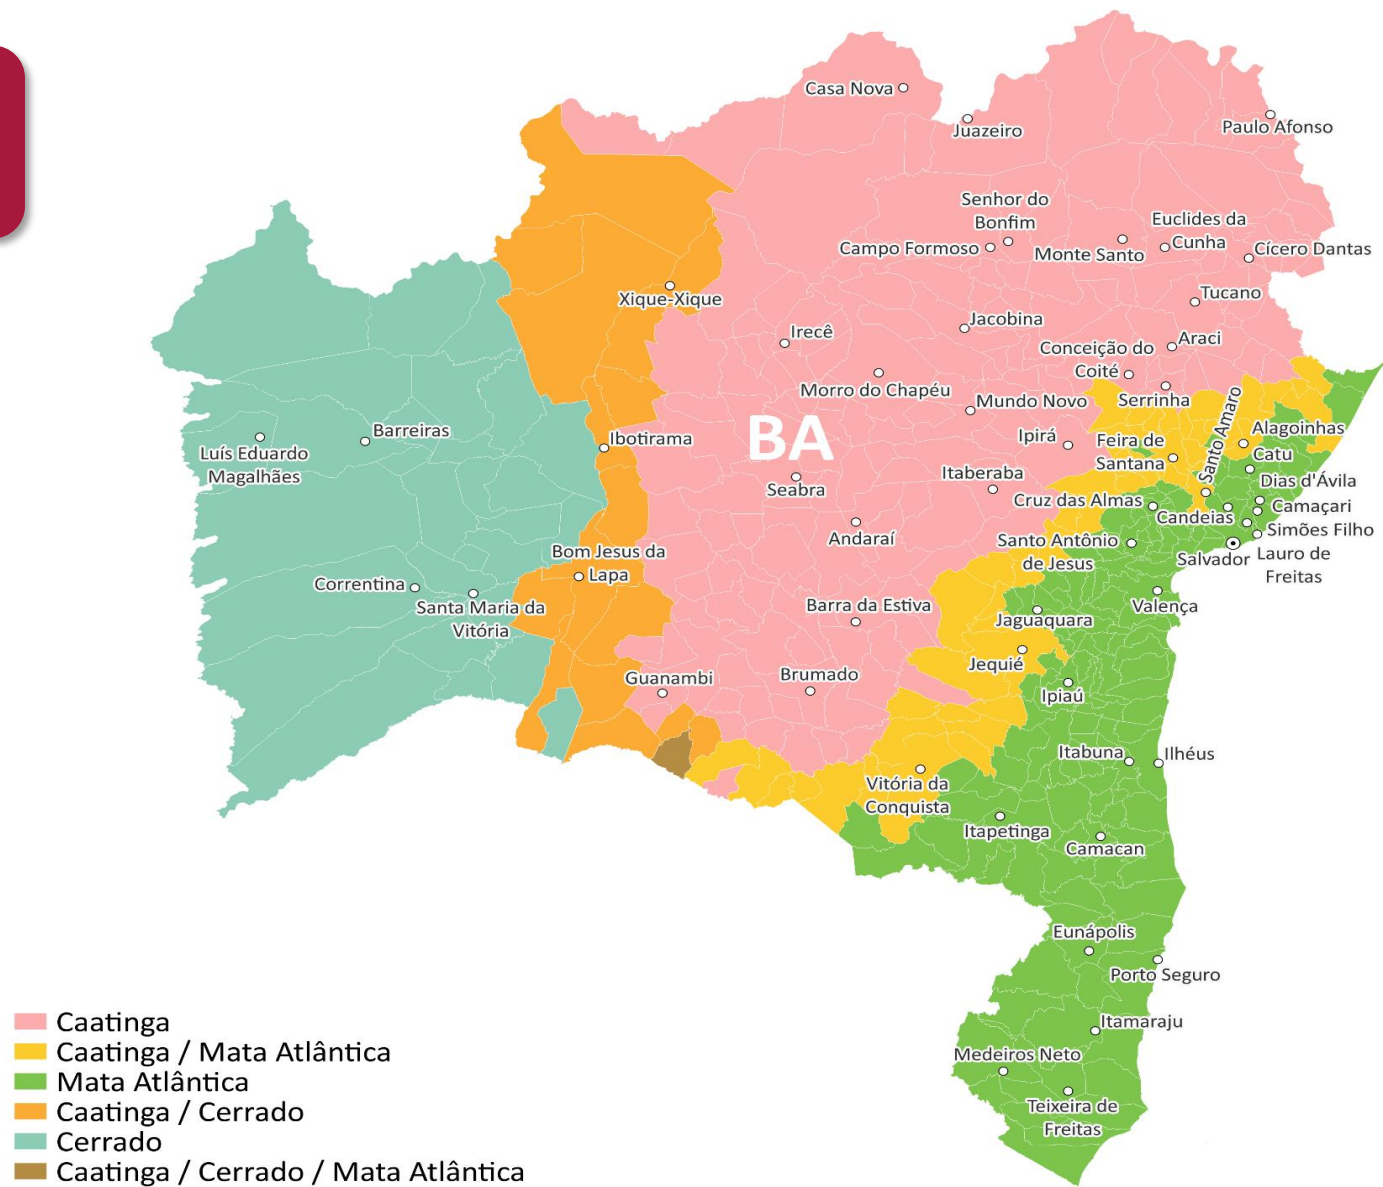 Casa Nova
Juazeiro
Paulo Afonso
Senhor do
Bonfim
Euclides da
Cunha
Campo Formoso
Monte Santo
Cícero Dantas
Xique-Xique
Tucano
Irecê
Jacobina
Araci
Conceição do
Coité
Morro do Chapéu
Mundo Novo
Serrinha
Santo Amaro
BA
Barreiras
Ibotirama
Ipirá
Feira de
Santana
Alagoinhas
Catu
Luís Eduardo
Magalhães
Seabra
Itaberaba
Dias d'Ávila
Cruz das Almas
Candeias
Camaçari
Simões Filho
Andaraí
Santo Antônio
de Jesus
Salvador
Lauro de
Freitas
Bom Jesus da
Lapa
Correntina
Santa Maria da
Vitória
Barra da Estiva
Jaguaquara
Valença
Jequié
Guanambi
Brumado
Ipiaú
Itabuna
Ilhéus
Vitória da
Conquista
Itapetinga
Camacan
Eunápolis
Porto Seguro
Itamaraju
Medeiros Neto
Teixeira de
Freitas
Caatinga
Caatinga / Mata Atlântica
Mata Atlântica
Caatinga / Cerrado
Cerrado
Caatinga / Cerrado / Mata Atlântica